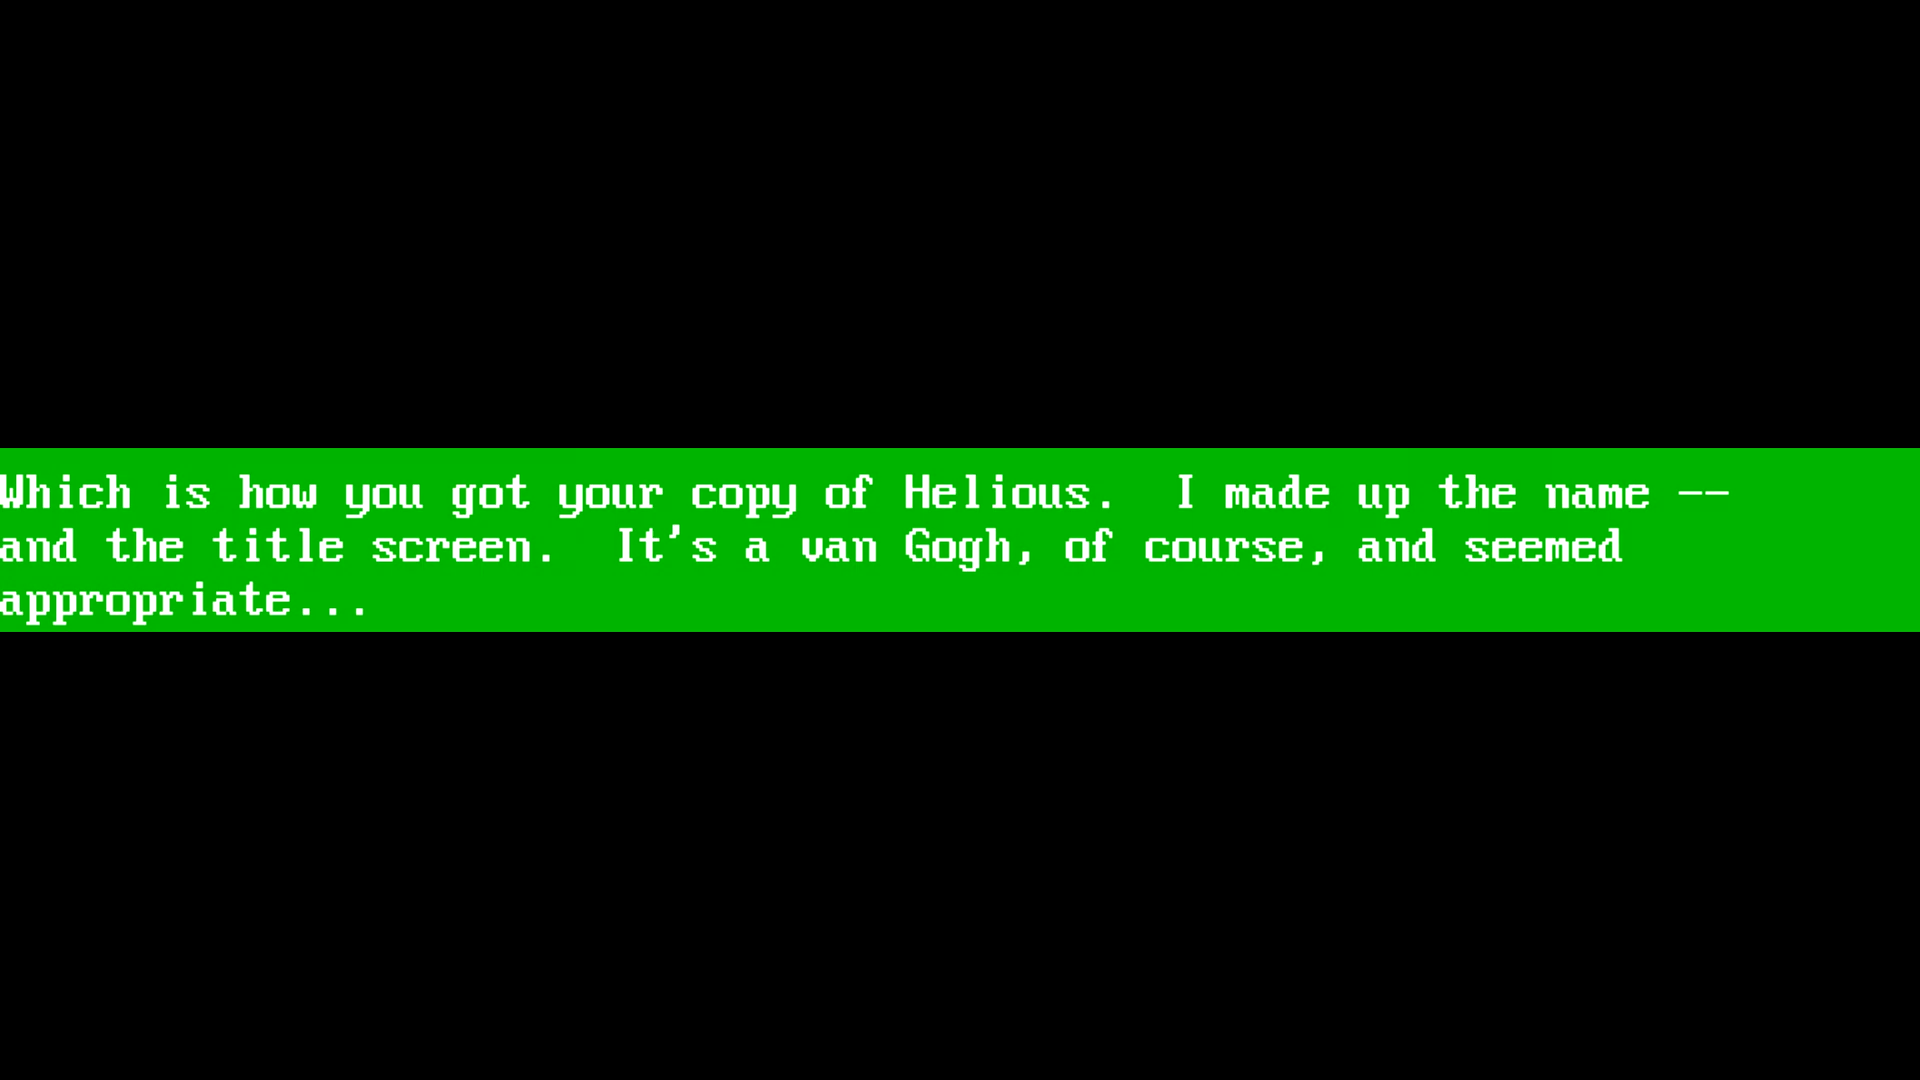 Which is how you got your copy of Helious.  I made up the name --
and the title screen.  It's a van Gogh, of course, and seemed
appropriate...